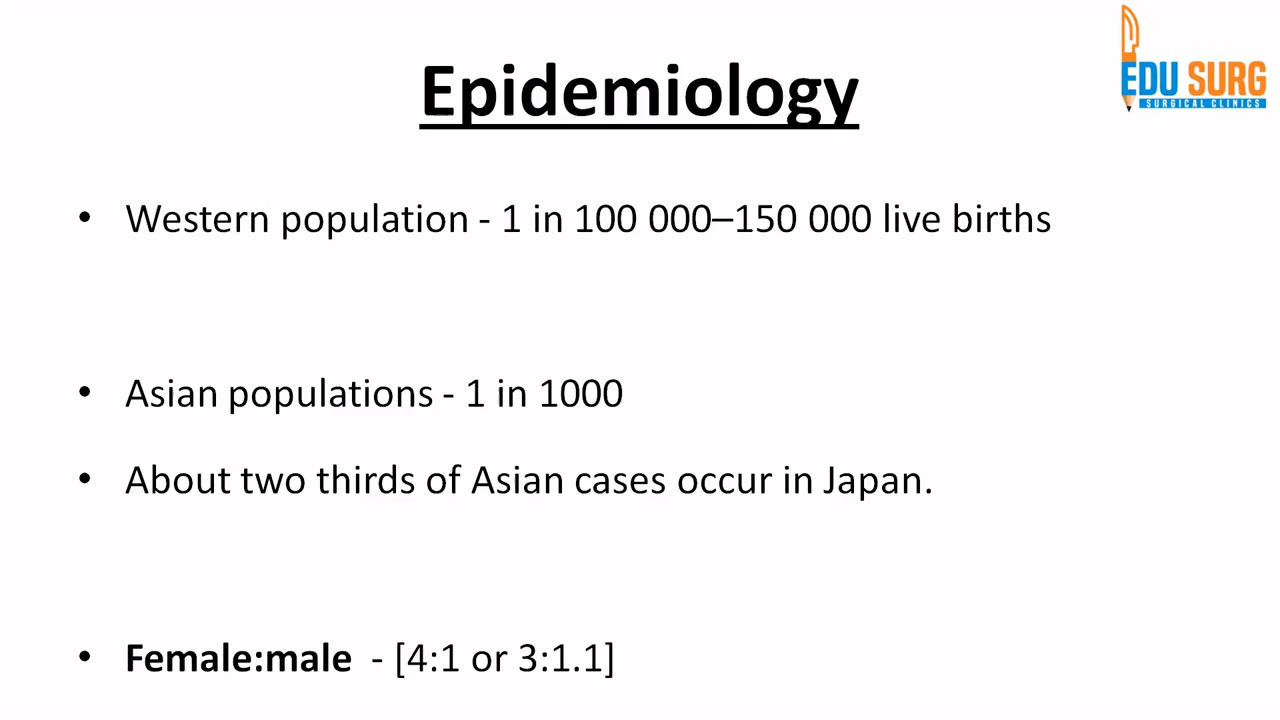 EDU SURG
SURGICAL CLINICS
Epidemiology
• Western population - 1 in 100 000–150 000 live births
• Asian populations - 1 in 1000
• About two thirds of Asian cases occur in Japan.
• Female:male - [4:1 or 3:1.1]